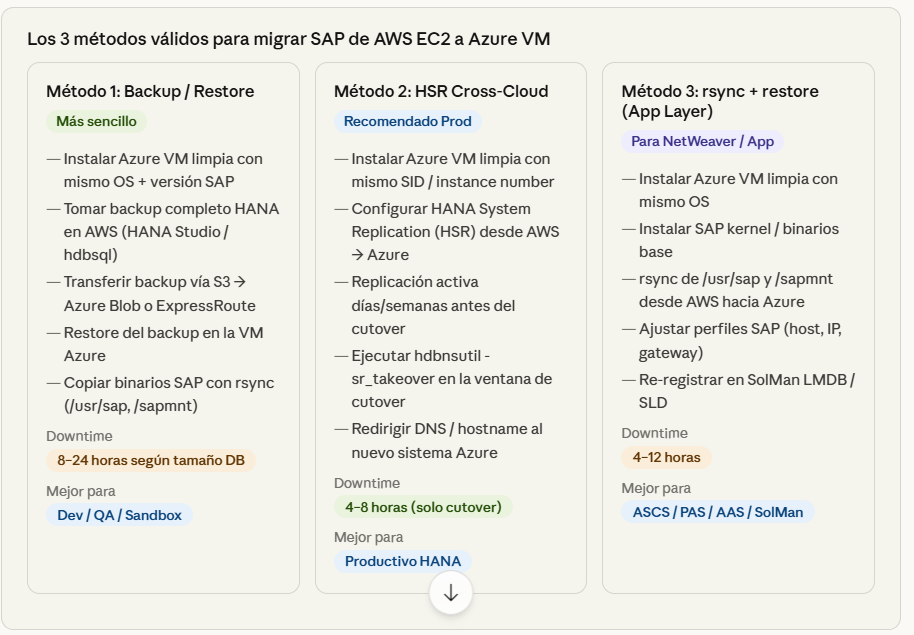 Los 3 métodos válidos para migrar SAP de AWS EC2 a Azure VM
Método 1: Backup / Restore
Más sencillo
— Instalar Azure VM limpia con
mismo OS + versión SAP
— Tomar backup completo HANA
en AWS (HANA Studio /
hdbsql)
— Transferir backup vía S3 →
Azure Blob o ExpressRoute
— Restore del backup en la VM
Azure
— Copiar binarios SAP con rsync
(/usr/sap, /sapmnt)
Downtime
8–24 horas según tamaño DB
Mejor para
Dev / QA / Sandbox
Método 2: HSR Cross-Cloud
Recomendado Prod
— Instalar Azure VM limpia con
mismo SID / instance number
— Configurar HANA System
Replication (HSR) desde AWS
→ Azure
— Replicación activa
días/semanas antes del
cutover
— Ejecutar hdbnsutil -
sr_takeover en la ventana de
cutover
— Redirigir DNS / hostname al
nuevo sistema Azure
Downtime
4–8 horas (solo cutover)
Mejor para
Productivo HANA
Método 3: rsync + restore
(App Layer)
Para NetWeaver / App
— Instalar Azure VM limpia con
mismo OS
— Instalar SAP kernel / binarios
base
— rsync de /usr/sap y /sapmnt
desde AWS hacia Azure
— Ajustar perfiles SAP (host, IP,
gateway)
— Re-registrar en SolMan LMDB /
SLD
Downtime
4–12 horas
Mejor para
ASCS / PAS / AAS / SolMan